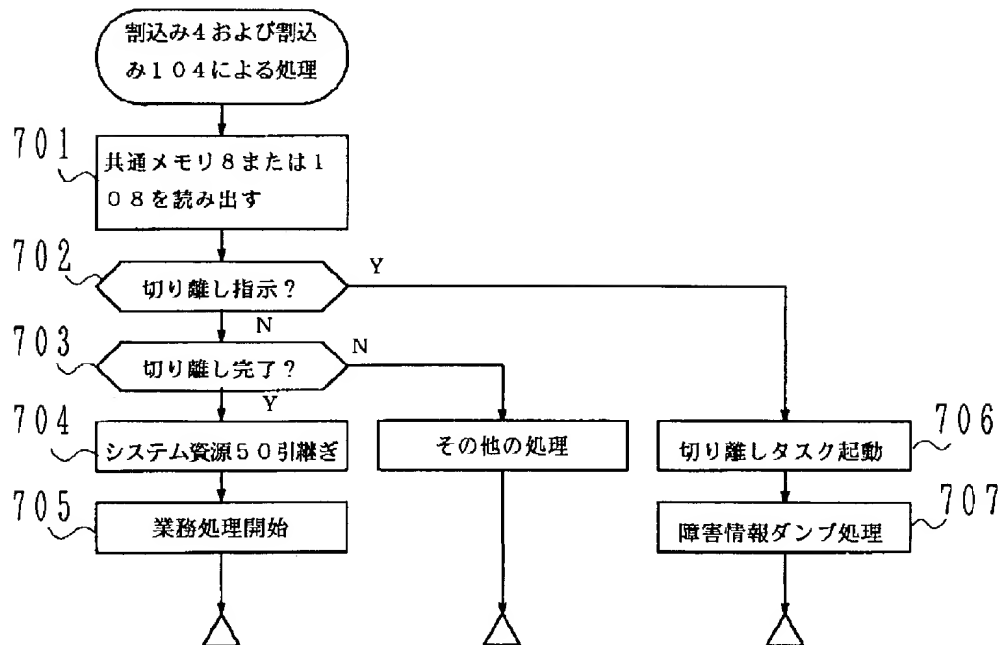 割込み4および割込
み104による処理
701
共通メモリ8または1
08を読み出す
702
切り離し指示?
Y
N
703
切り離し完了?
N
Y
704
システム資源50引継ぎ
その他の処理
切り離しタスク起動
706
705
業務処理開始
障害情報ダンプ処理
707